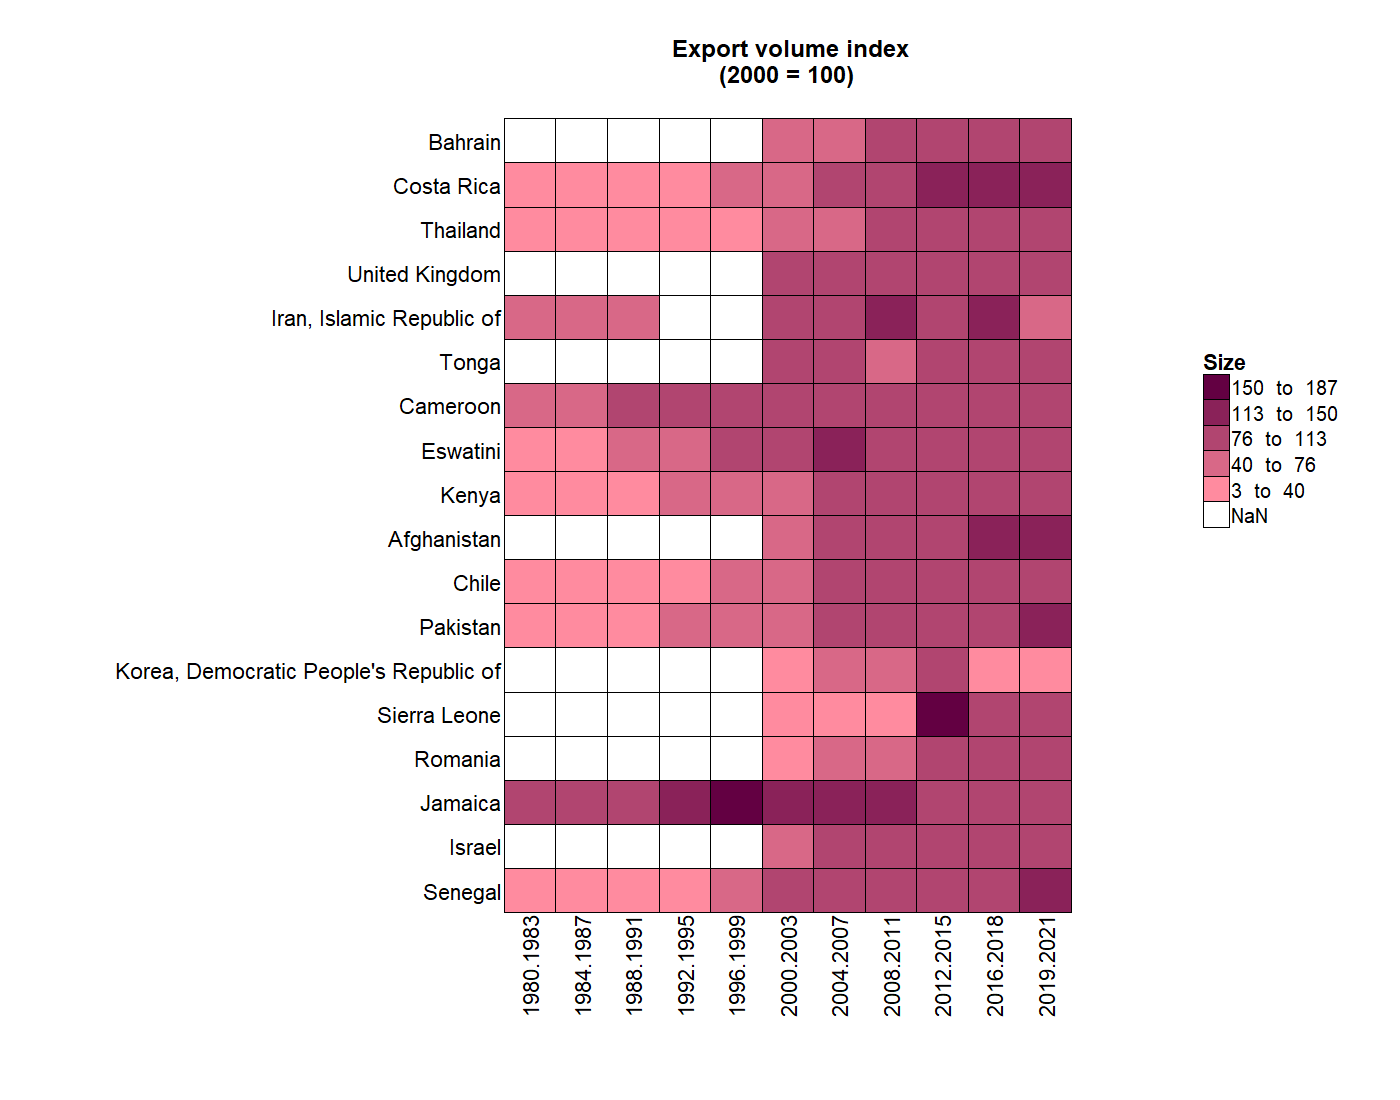 Export volume index
(2000 = 100)
Bahrain
Costa Rica
Thailand
United Kingdom
Iran, Islamic Republic of
Tonga
Cameroon
Eswatini
Kenya
Afghanistan
Chile
Pakistan
Korea, Democratic People's Republic of
Sierra Leone
Romania
Jamaica
Israel
Senegal
1980.1983
1984.1987
1988.1991
1992.1995
1996.1999
2000.2003
2004.2007
2008.2011
2012.2015
2016.2018
2019.2021
Size
150 to 187
113 to 150
76 to 113
40 to 76
3 to 40
NaN